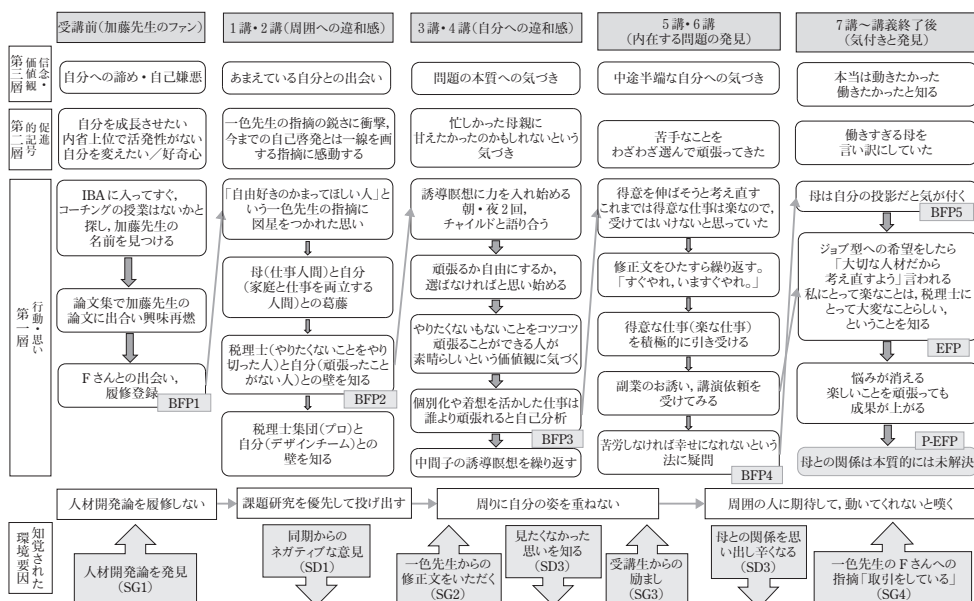 受講前（加藤先生のファン）
1講・2講（周囲への違和感）
3講・4講（自分への違和感）
5講・6講
（内在する問題の発見）
7講～講義終了後
（気付きと発見）
第三層
信念・価値観
自分への諦め・自己嫌悪
あまえている自分との出会い
問題の本質への気づき
中途半端な自分への気づき
本当は動きたかった
働きたかったと知る
第二層
促進的記号
自分を成長させたい
内省上位で活発性がない
自分を変えたい／好奇心
一色先生の指摘の鋭さに衝撃，
今までの自己啓発とは一線を画
する指摘に感動する
忙しかった母親に
甘えたかったのかもしれないという
気づき
苦手なことを
わざわざ選んで頑張ってきた
働きすぎる母を
言い訳にしていた
第一層
行動・思い
IBAに入ってすぐ，
コーチングの授業はないかと
探し，加藤先生の
名前を見つける
論文集で加藤先生の
論文に出合い興味再燃
Fさんとの出会い，
履修登録
BFP1
「自由好きのかまってほしい人」と
いう一色先生の指摘に
図星をつかれた思い
母（仕事人間）と自分
（家庭と仕事を両立する
人間）との葛藤
税理士（やりたくないことをやり
切った人）と自分（頑張ったこと
がない人）との壁を知る
BFP2
税理士集団（プロ）と
自分（デザインチーム）との
壁を知る
誘導瞑想に力を入れ始める
朝・夜2回，
チャイルドと語り合う
頑張るか自由にするか，
選ばなければと思い始める
やりたくないもないことをコツコツ
頑張ることができる人が
素晴らしいという価値観に気づく
個別化や着想を活かした仕事は
誰より頑張れると自己分析
BFP3
中間子の誘導瞑想を繰り返す
得意を伸ばそうと考え直す
これまでは得意な仕事は楽なので，
受けてはいけないと思っていた
修正文をひたすら繰り返す。
「すぐやれ，いますぐやれ。」
得意な仕事（楽な仕事）
を積極的に引き受ける
副業のお誘い，講演依頼を
受けてみる
苦労しなければ幸せになれないという
法に疑問
BFP4
母は自分の投影だと気が付く
BFP5
ジョブ型への希望をしたら
「大切な人材だから
考え直すよう」言われる
私にとって楽なことは，税理士に
とって大変なことらしい，
ということを知る
EFP
悩みが消える
楽しいことを頑張っても
成果が上がる
P-EFP
母との関係は本質的には未解決
知覚された環境要因
人材開発論を履修しない
課題研究を優先して投げ出す
周りに自分の姿を重ねない
周囲の人に期待して，動いてくれないと嘆く
人材開発論を発見
（SG1）
同期からの
ネガティブな意見
（SD1）
一色先生からの
修正文をいただく
（SG2）
見たくなかった
思いを知る
（SD3）
受講生からの
励まし
（SG3）
母との関係を思
い出し辛くなる
（SD3）
一色先生のFさんへの
指摘「取引をしている」
（SG4）